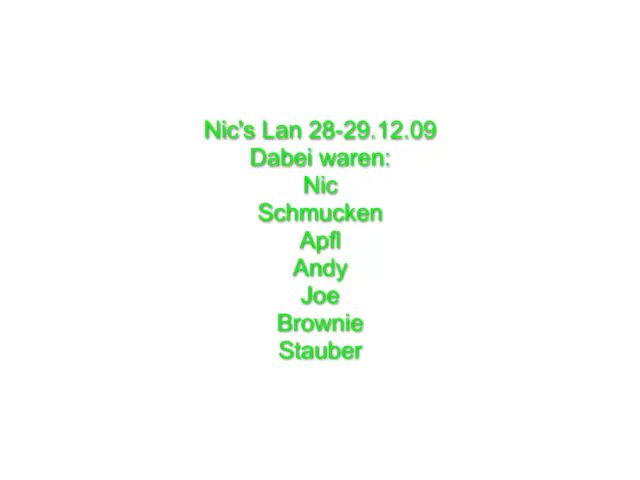 Nic's Lan 28-29.12.09
Dabei waren:
Nic
Schmucken
Apfl
Andy
Joe
Brownie
Stauber